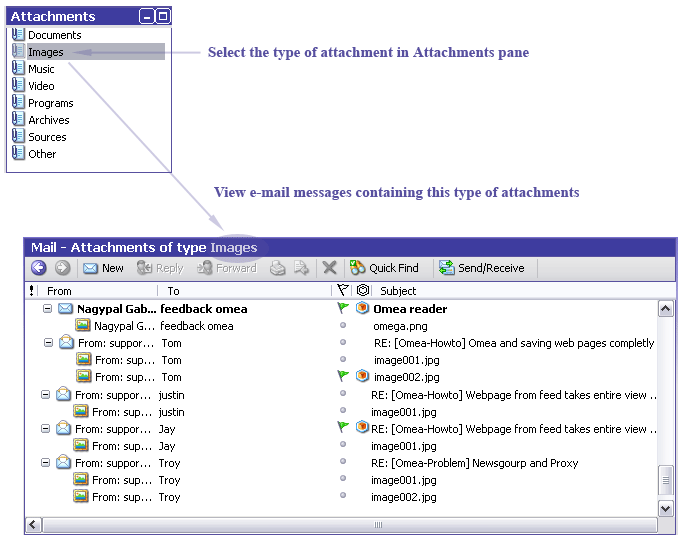 Attachments
Documents
Images
Select the type of attachment in Attachments pane
Music
Video
Programs
Archives
Sources
Other
View e-mail messages containing this type of attachments
Mail - Attachments of type Images
New Reply Forward Quick Find Send/Receive
! From To Subject
Nagypal Gab... feedback omea Omea reader
Nagypal G... feedback omea omega.png
From: suppor... Tom RE: [Omea-Howto] Omea and saving web pages completly
From: sup... Tom image001.jpg
From: sup... Tom image002.jpg
From: suppor... justin RE: [Omea-Howto] Webpage from feed takes entire view ...
From: sup... justin image001.jpg
From: suppor... Jay RE: [Omea-Howto] Webpage from feed takes entire view ...
From: sup... Jay image001.jpg
From: suppor... Troy RE: [Omea-Problem] Newsgourp and Proxy
From: sup... Troy image001.jpg
From: sup... Troy image002.jpg